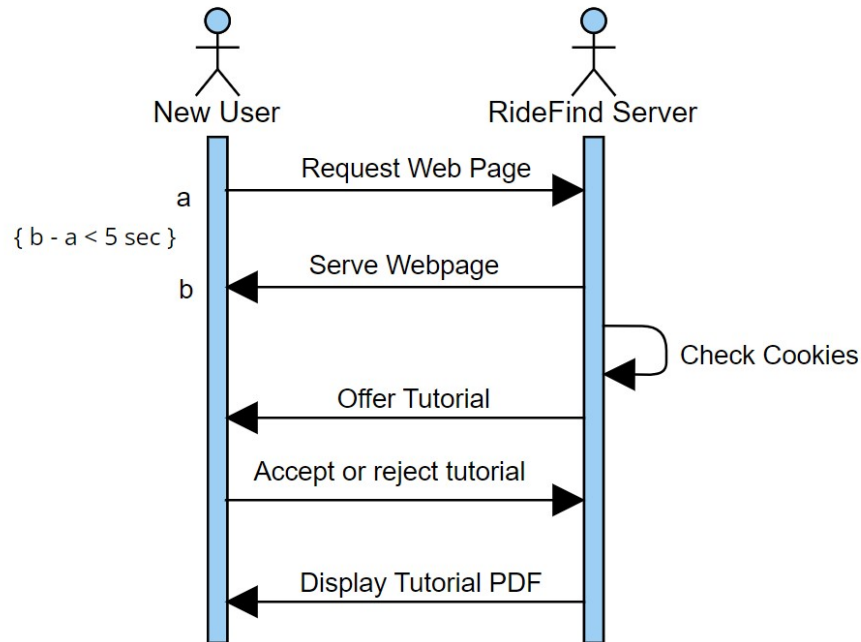 New User
RideFind Server
Request Web Page
a
{ b - a < 5 sec }
Serve Webpage
b
Check Cookies
Offer Tutorial
Accept or reject tutorial
Display Tutorial PDF